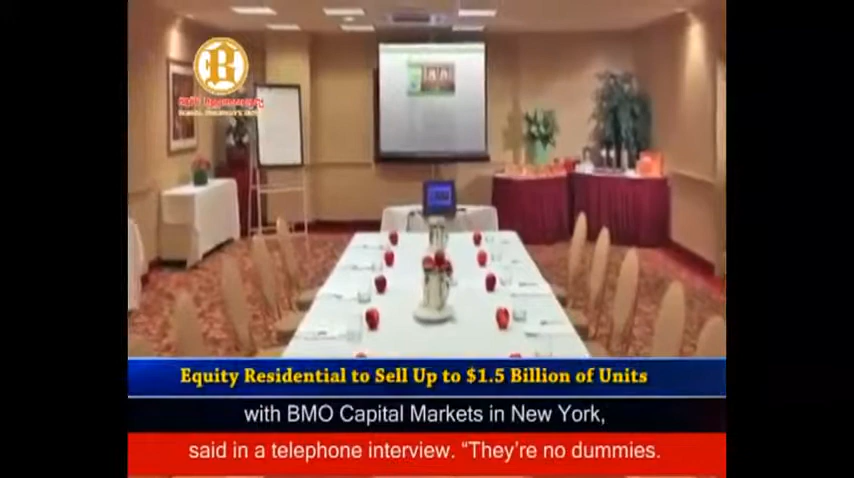 Equity Residential to Sell Up to $1.5 Billion of Units
with BMO Capital Markets in New York,
said in a telephone interview. “They’re no dummies.